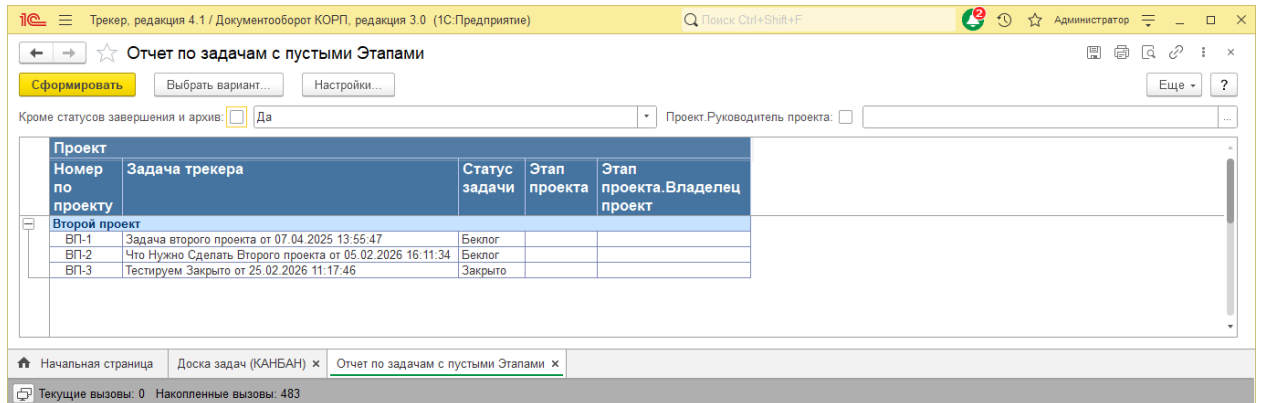 1С Трекер, редакция 4.1 / Документооборот КОРП, редакция 3.0 (1С:Предприятие) Поиск Ctrl+Shift+F 2 Администратор
Отчет по задачам с пустыми Этапами
Сформировать Выбрать вариант... Настройки... Еще ?
Кроме статусов завершения и архив: Да Проект.Руководитель проекта: ...
Проект
Номер по проекту Задача трекера Статус задачи Этап проекта Этап проекта.Владелец проект
Второй проект
ВП-1 Задача второго проекта от 07.04.2025 13:55:47 Беклог
ВП-2 Что Нужно Сделать Второго проекта от 05.02.2026 16:11:34 Беклог
ВП-3 Тестируем Закрыто от 25.02.2026 11:17:46 Закрыто
Начальная страница Доска задач (КАНБАН) × Отчет по задачам с пустыми Этапами ×
Текущие вызовы: 0 Накопленные вызовы: 483